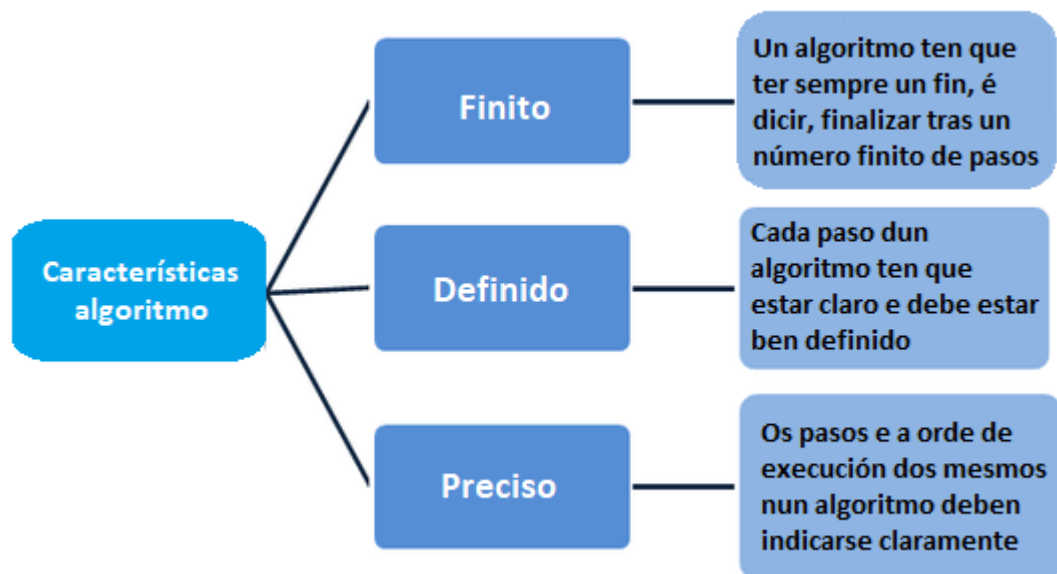 Característícas
algoritmo
Finito
Un algoritmo ten que
ter sempre un fin, é
dicir, finalizar tras un
número finito de pasos
Definido
Cada paso dun
algoritmo ten que
estar claro e debe estar
ben definido
Preciso
Os pasos e a orde de
execución dos mesmos
nun algoritmo deben
indicarse claramente